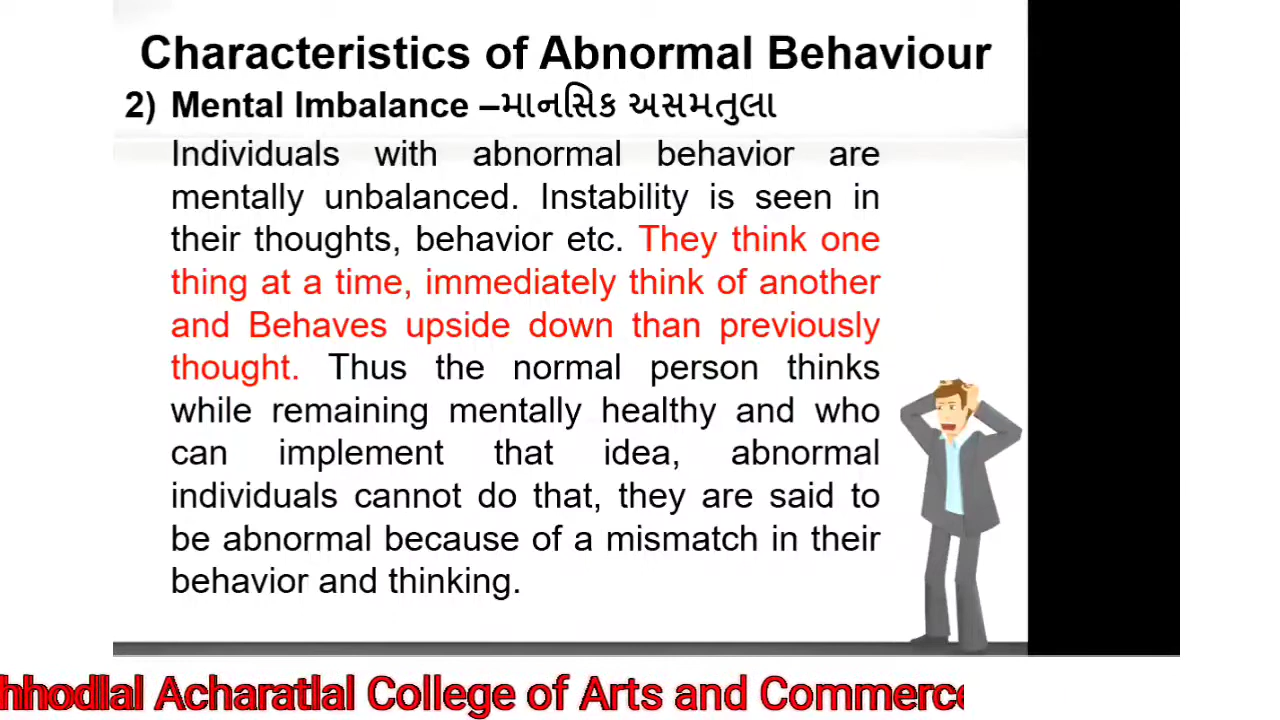 Characteristics of Abnormal Behaviour
2) Mental Imbalance –માનસિક અસમતુલા
Individuals with abnormal behavior are
mentally unbalanced. Instability is seen in
their thoughts, behavior etc. They think one
thing at a time, immediately think of another
and Behaves upside down than previously
thought. Thus the normal person thinks
while remaining mentally healthy and who
can implement that idea, abnormal
individuals cannot do that, they are said to
be abnormal because of a mismatch in their
behavior and thinking.
Acharatlal College of Arts and Commerce